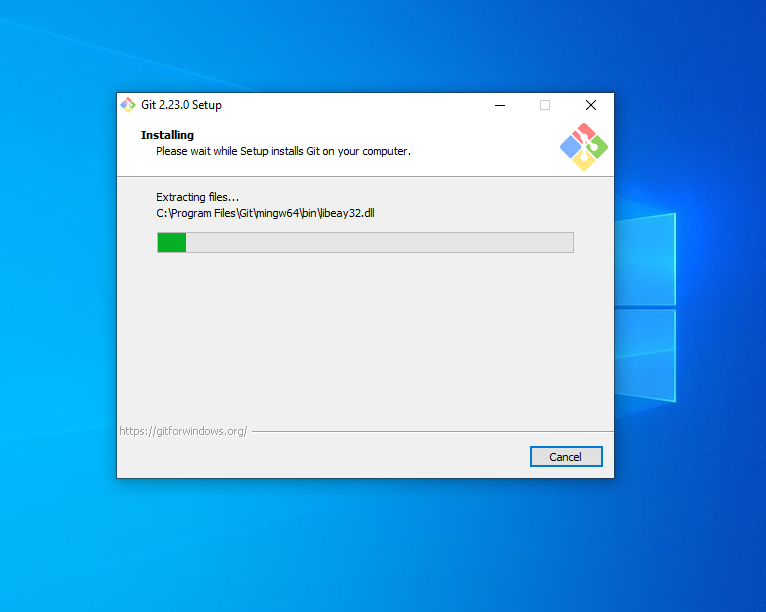 Git 2.23.0 Setup
Installing
Please wait while Setup installs Git on your computer.
Extracting files...
C:\Program Files\Git\mingw64\bin\libeay32.dll
https://gitforwindows.org/
Cancel